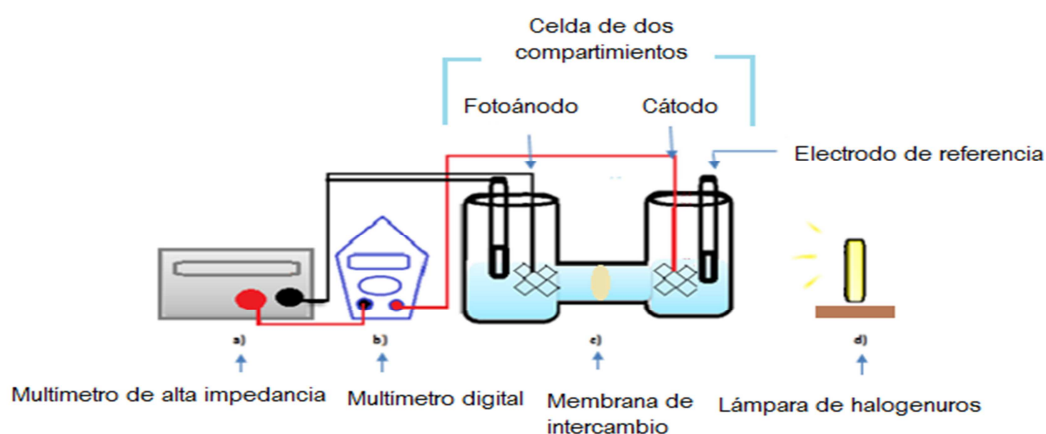 Celda de dos
compartimientos
Fotoánodo
Cátodo
Electrodo de referencia
a)
b)
c)
d)
Multímetro de alta impedancia
Multímetro digital
Membrana de
intercambio
Lámpara de halogenuros